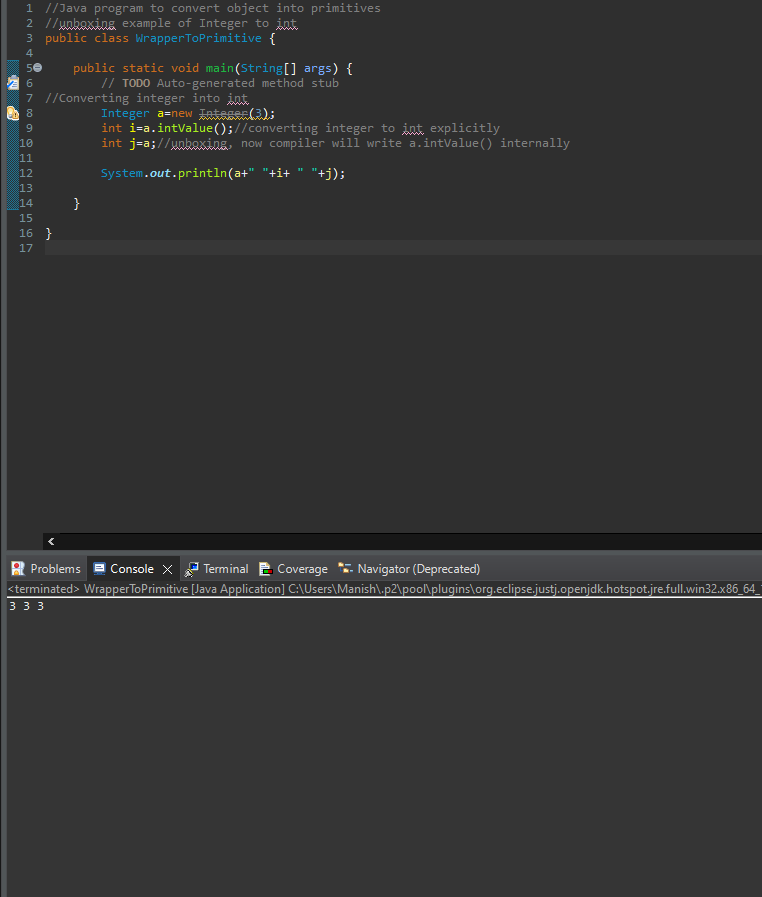 1 //Java program to convert object into primitives
2 //unboxing example of Integer to int
3 public class WrapperToPrimitive {
4
5 public static void main(String[] args) {
6 // TODO Auto-generated method stub
7 //Converting integer into int
8 Integer a=new Integer(3);
9 int i=a.intValue();//converting integer to int explicitly
10 int j=a;//unboxing, now compiler will write a.intValue() internally
11
12 System.out.println(a+" "+i+ " "+j);
13
14 }
15
16 }
17
Problems Console Terminal Coverage Navigator (Deprecated)
<terminated> WrapperToPrimitive [Java Application] C:\Users\Manish\.p2\pool\plugins\org.eclipse.justj.openjdk.hotspot.jre.full.win32.x86_64_
3 3 3